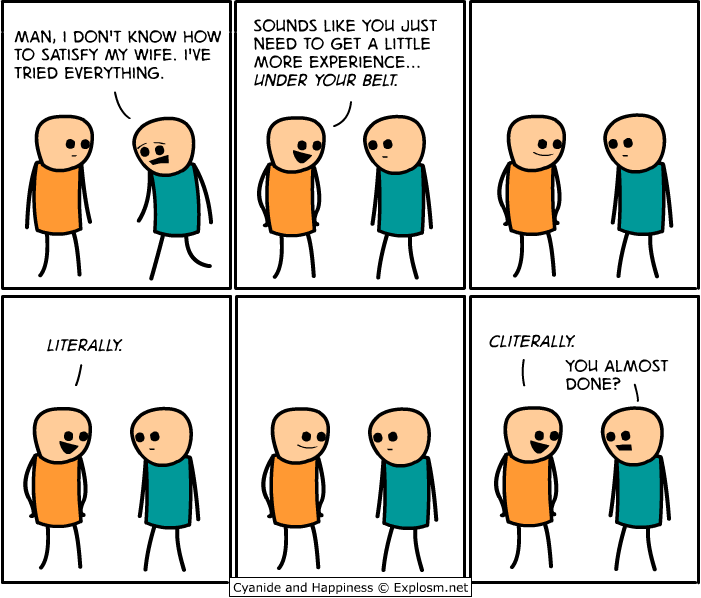 MAN, I DON'T KNOW HOW
TO SATISFY MY WIFE. I'VE
TRIED EVERYTHING.
SOUNDS LIKE YOU JUST
NEED TO GET A LITTLE
MORE EXPERIENCE...
UNDER YOUR BELT.
LITERALLY.
CLITERALLY.
YOU ALMOST
DONE?
Cyanide and Happiness © Explosm.net